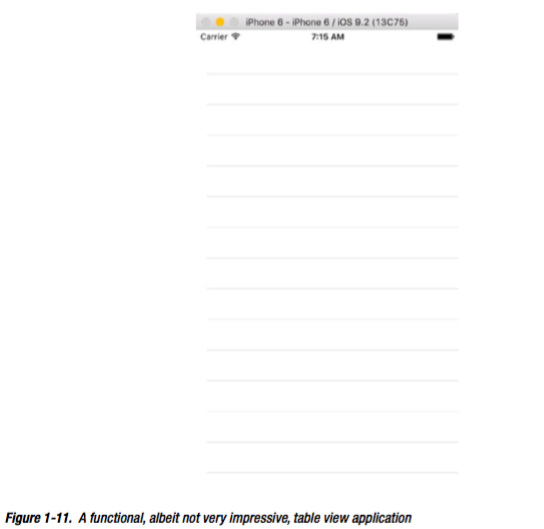 iPhone 6 - iPhone 6 / iOS 9.2 (13C75)
Carrier 7:15 AM
Figure 1-11. A functional, albeit not very impressive, table view application